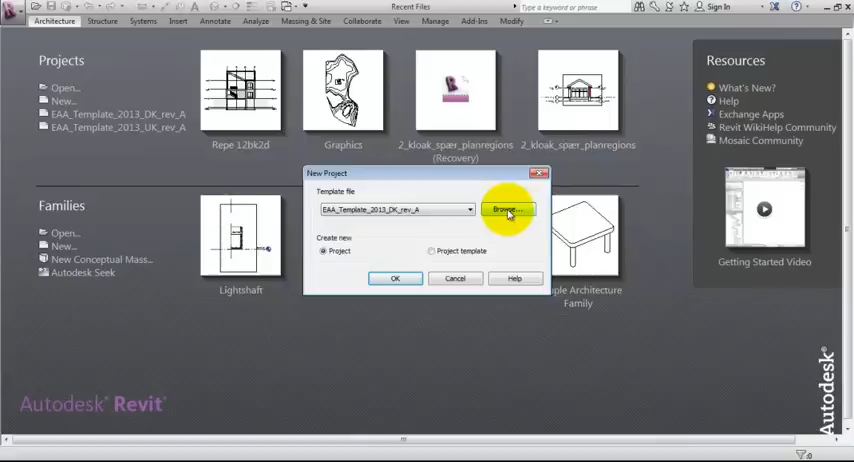 Recent Files
Type a keyword or phrase
Sign In
Architecture Structure Systems Insert Annotate Analyze Massing & Site Collaborate View Manage Add-Ins Modify
Projects
Open...
New...
EAA_Template_2013_DK_rev_A
EAA_Template_2013_UK_rev_A
Repe 12bk2d
Graphics
2_kloak_spær_planregions
(Recovery)
2_kloak_spær_planregions
Resources
What's New?
Help
Exchange Apps
Revit WikiHelp Community
Mosaic Community
Getting Started Video
New Project
Template file
EAA_Template_2013_DK_rev_A
Browse...
Create new
Project
Project template
OK
Cancel
Help
Families
Open...
New...
New Conceptual Mass...
Autodesk Seek
Lightshaft
Architecture
Family
Autodesk® Revit®
Autodesk®
:0